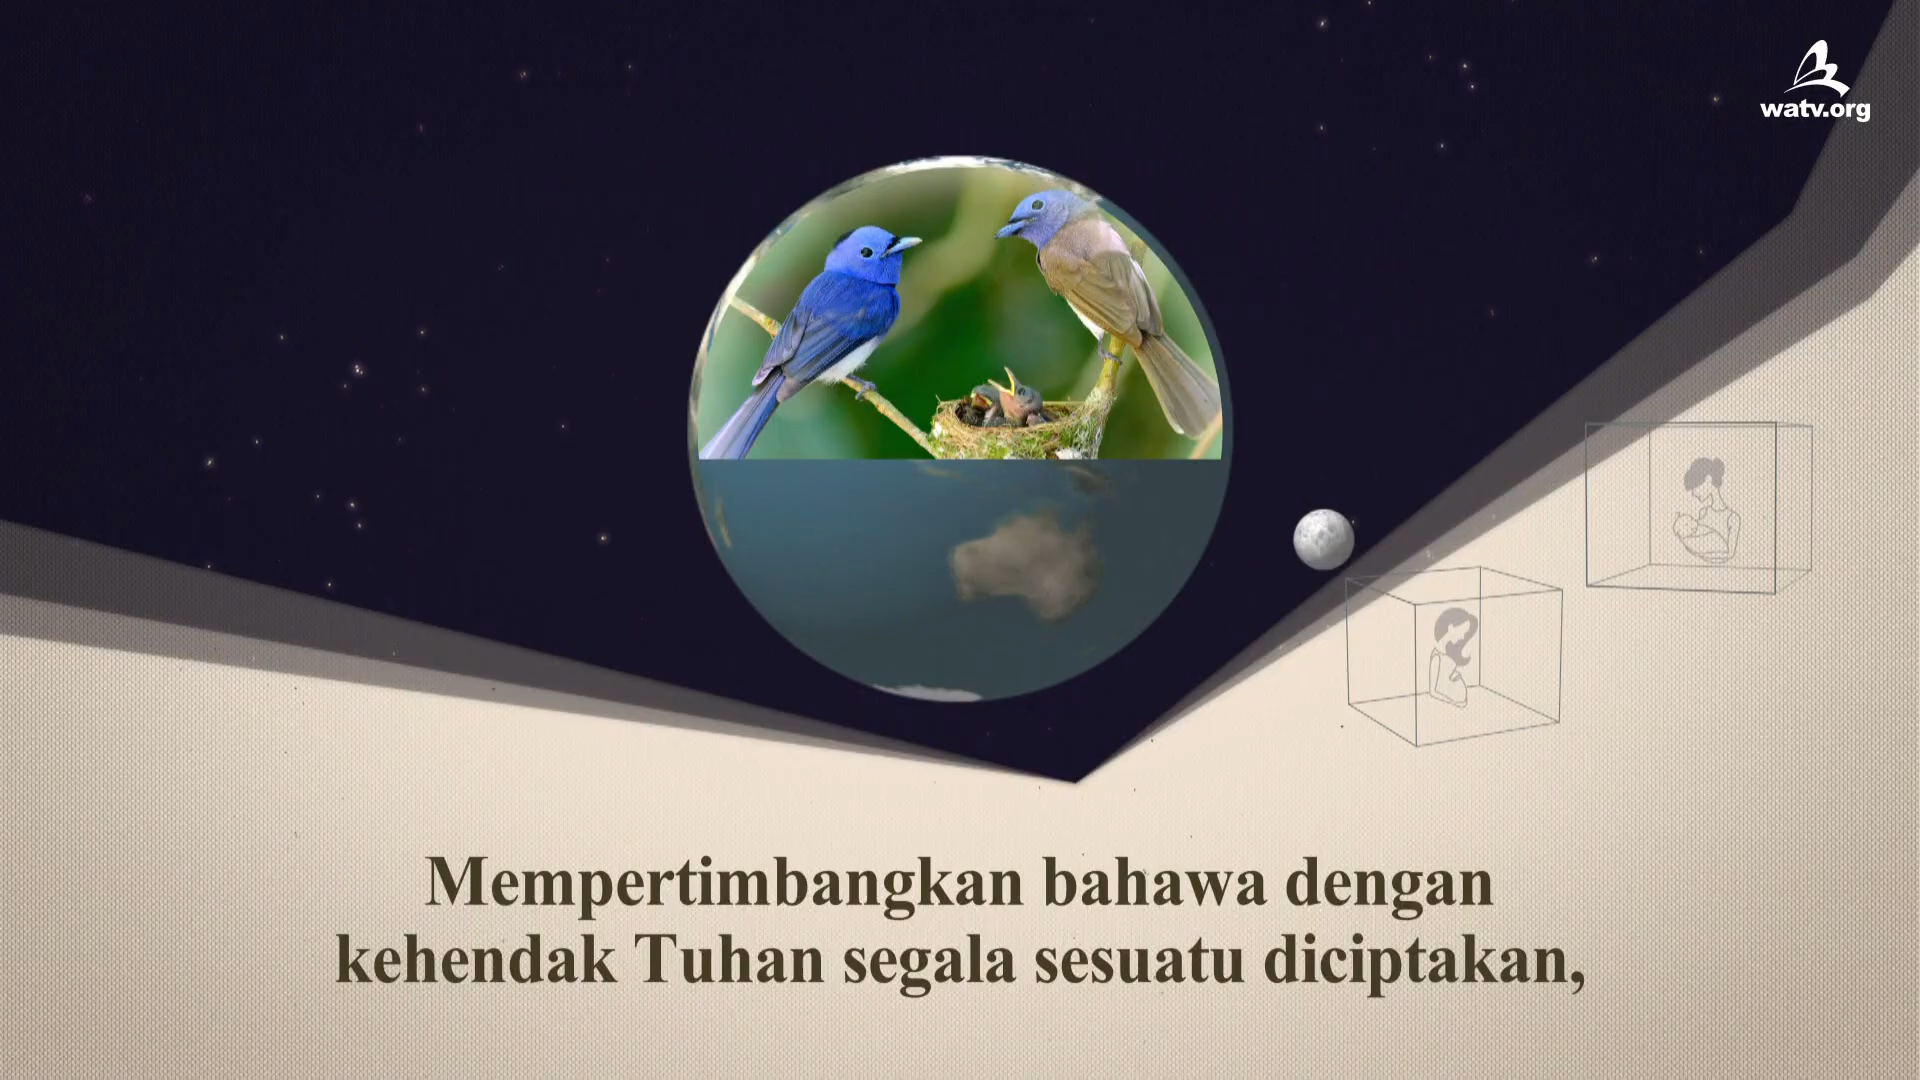 watv.org
Mempertimbangkan bahawa dengan
kehendak Tuhan segala sesuatu diciptakan,